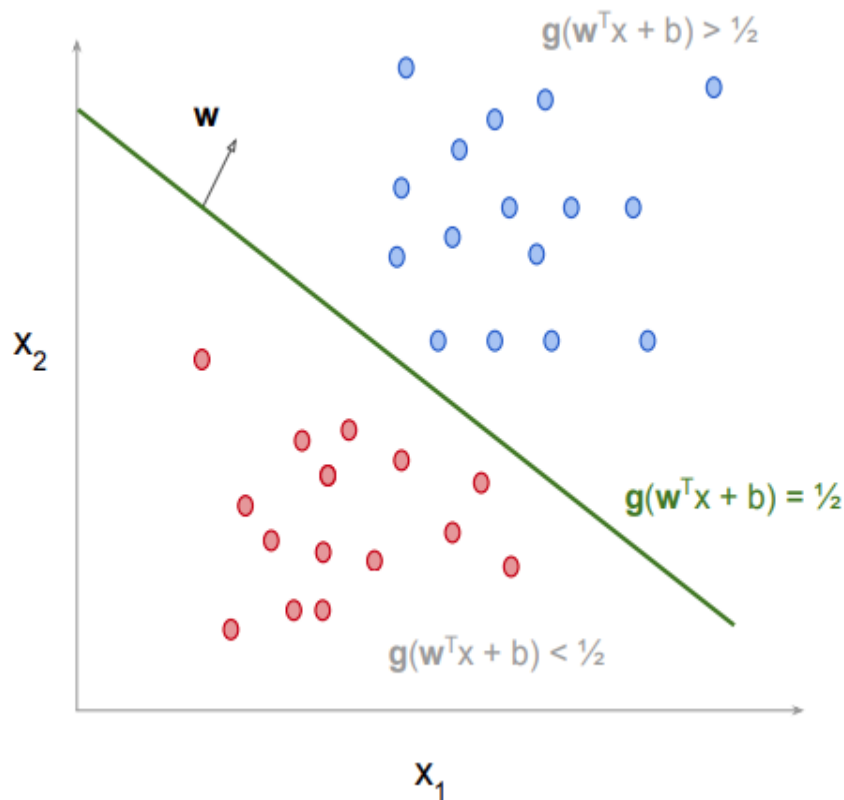 g(wᵀx + b) > ½
w
x₂
g(wᵀx + b) = ½
g(wᵀx + b) < ½
x₁